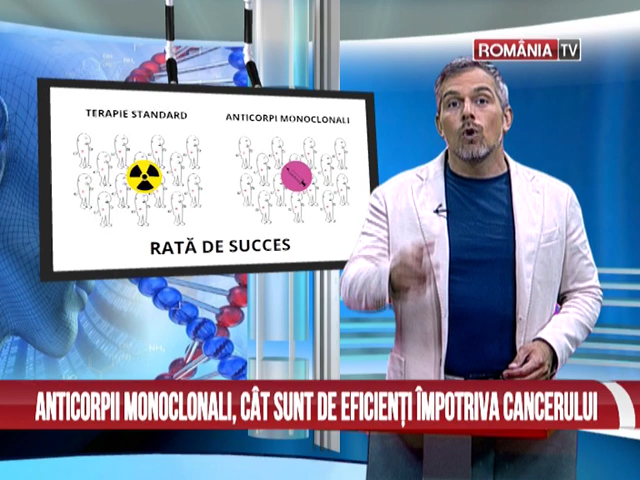 ROMÂNIA TV
TERAPIE STANDARD
ANTICORPI MONOCLONALI
RATĂ DE SUCCES
ANTICORPII MONOCLONALI, CÂT SUNT DE EFICIENȚI ÎMPOTRIVA CANCERULUI